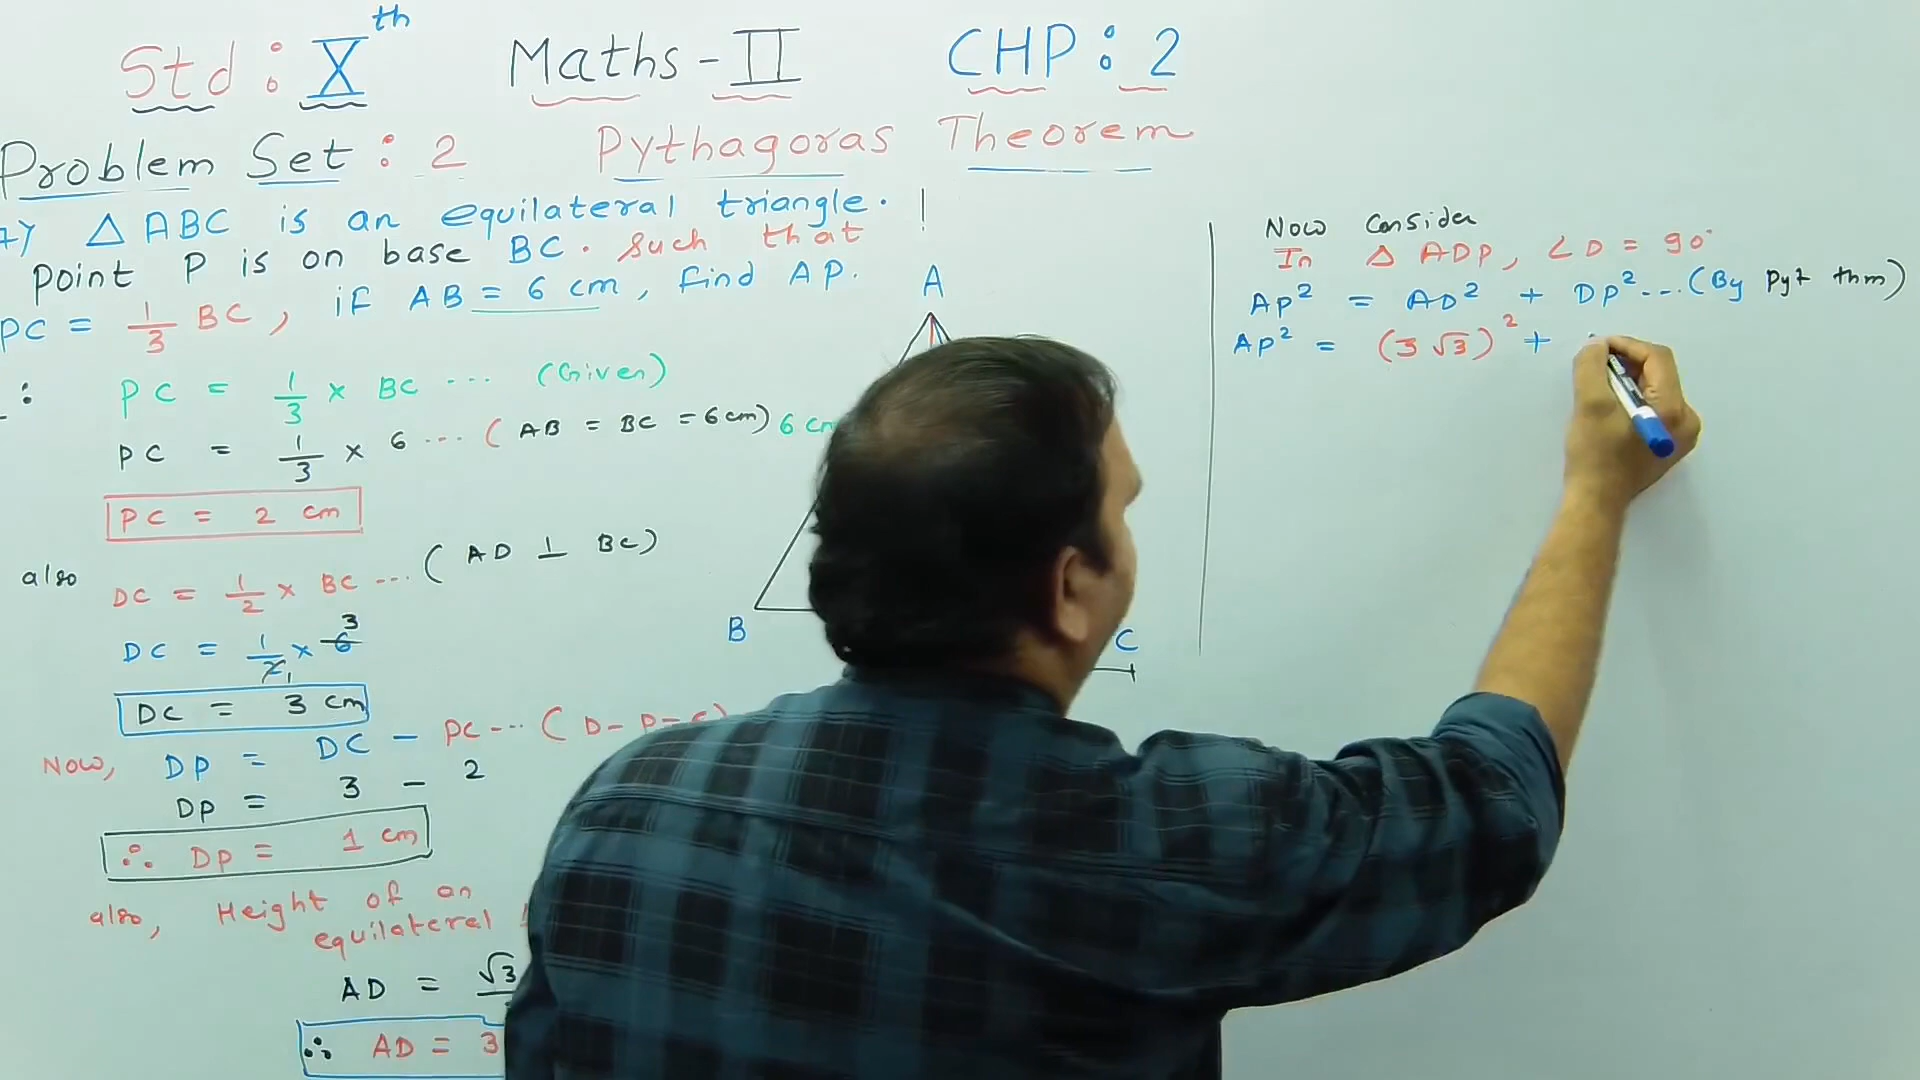 Std : Xth Maths - II CHP : 2
Problem Set : 2 Pythagoras Theorem
7) △ ABC is an equilateral triangle.
point P is on base BC. such that
PC = 1/3 BC, if AB = 6 cm, find AP.
PC = 1/3 × BC ... (Given)
PC = 1/3 × 6 ... (AB = BC = 6 cm)
PC = 2 cm
also DC = 1/2 × BC ... (AD ⊥ BC)
DC = 1/2 × 6 3 1
DC = 3 cm
Now, DP = DC - PC ... (D-P-C)
DP = 3 - 2
∴ DP = 1 cm
also, Height of an
equilateral
AD = √3
∴ AD = 3
A
6 cm
B
C
Now Consider
In △ ADP, ∠D = 90°
AP² = AD² + DP² ... (By Pyt thm)
AP² = (3√3)² +